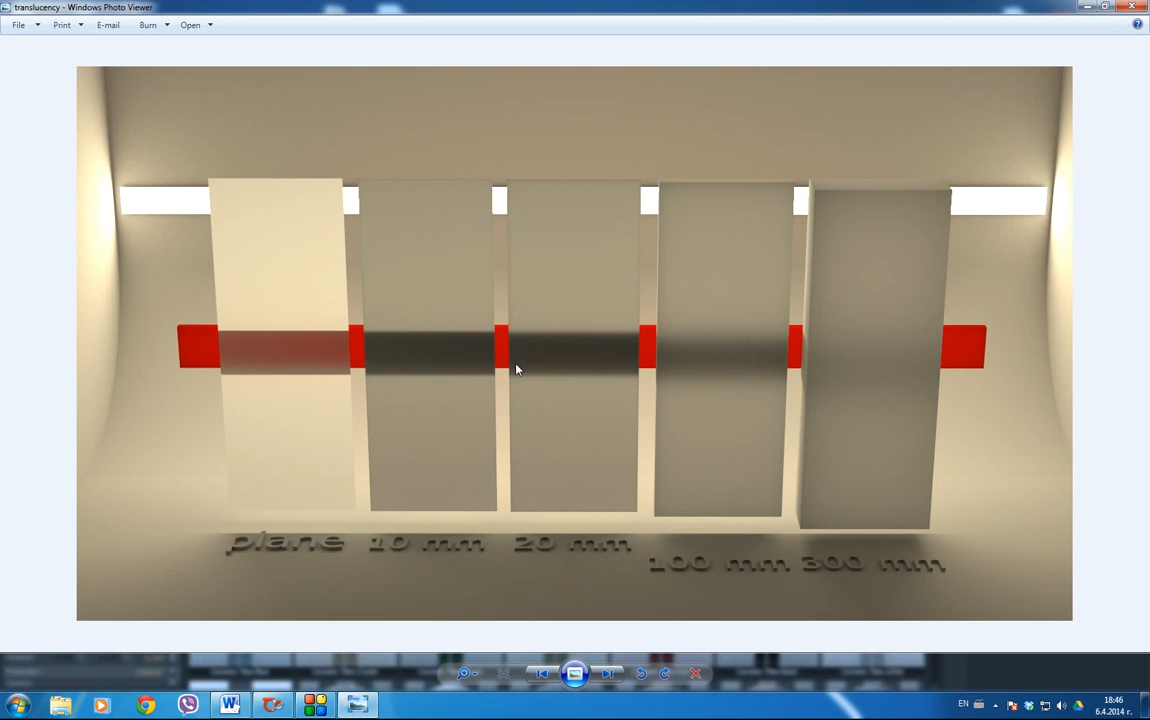 translucency - Windows Photo Viewer
File Print E-mail Burn Open
plane 10 mm 20 mm 100 mm 300 mm
EN 18:46
6.4.2014 г.